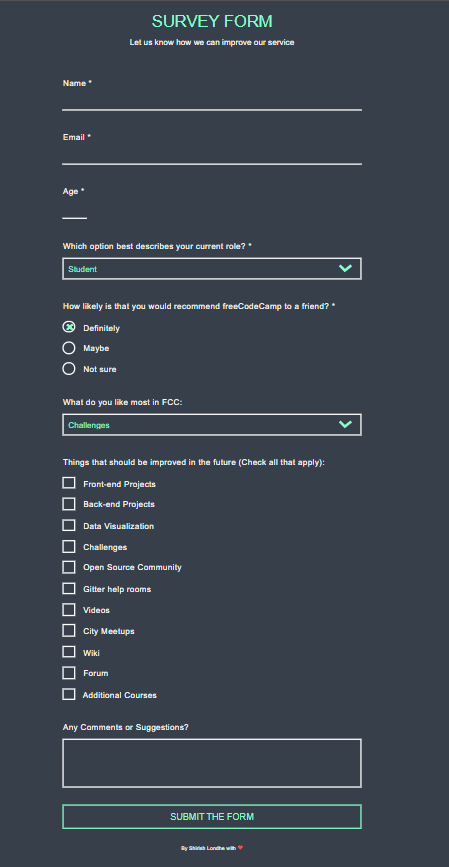 SURVEY FORM
Let us know how we can improve our service
Name *
Email *
Age *
Which option best describes your current role? *
Student
How likely is that you would recommend freeCodeCamp to a friend? *
Definitely
Maybe
Not sure
What do you like most in FCC:
Challenges
Things that should be improved in the future (Check all that apply):
Front-end Projects
Back-end Projects
Data Visualization
Challenges
Open Source Community
Gitter help rooms
Videos
City Meetups
Wiki
Forum
Additional Courses
Any Comments or Suggestions?
SUBMIT THE FORM
By Shirish Londhe with ❤